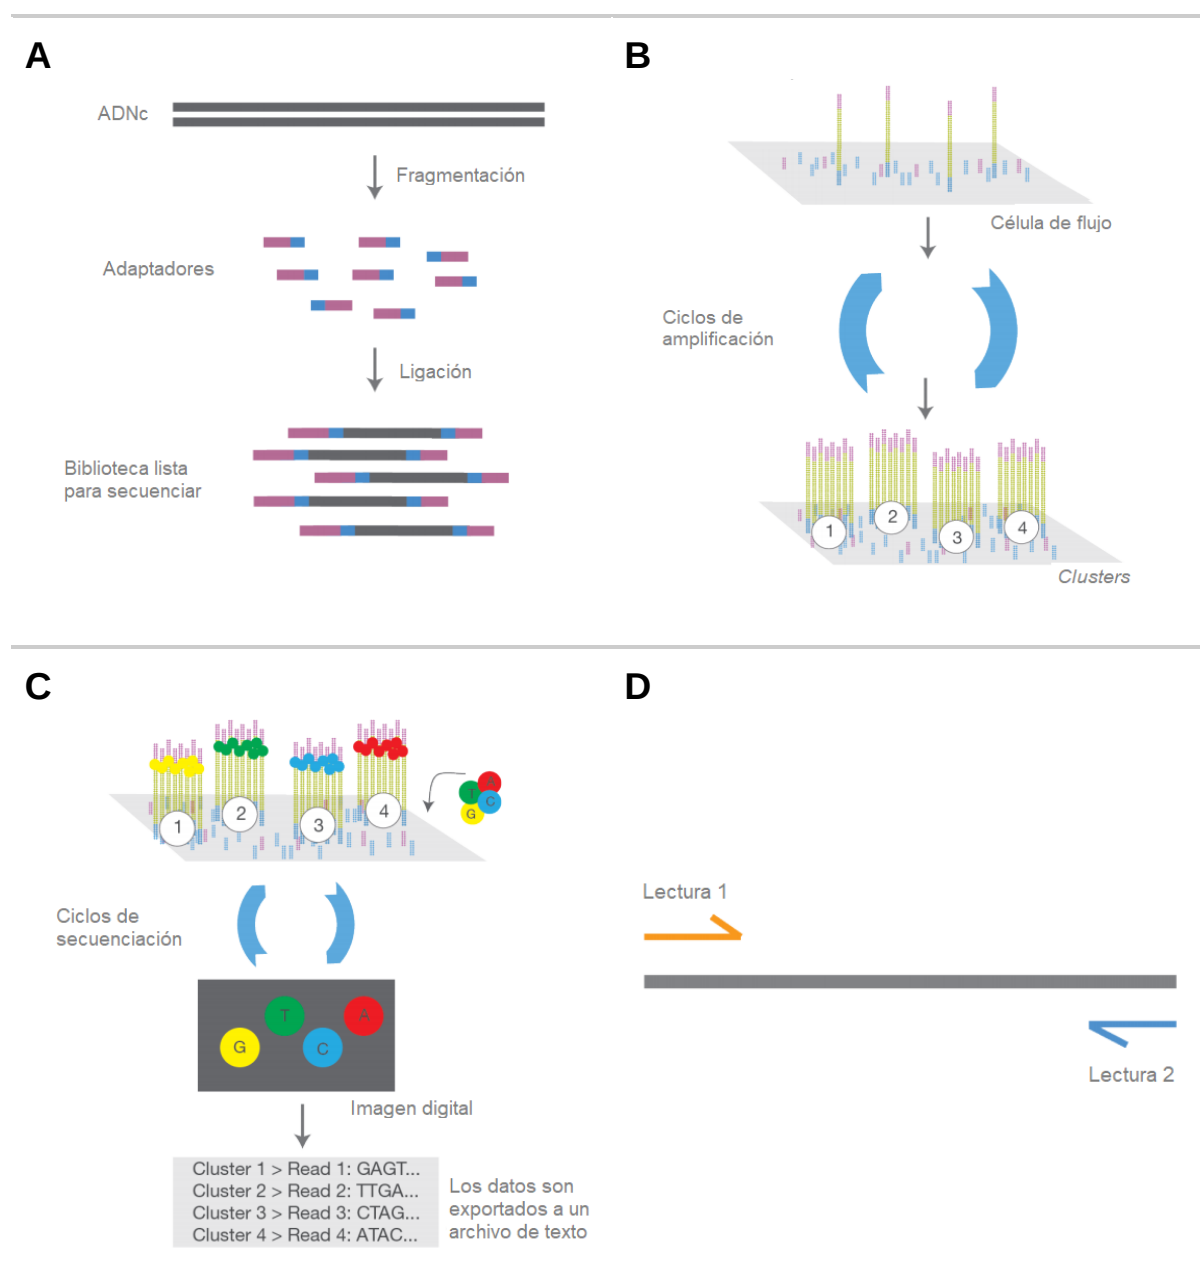 A
ADNc
Fragmentación
Adaptadores
Ligación
Biblioteca lista
para secuenciar
B
Célula de flujo
Ciclos de
amplificación
1
2
3
4
Clusters
C
1
2
3
4
A
T
C
G
Ciclos de
secuenciación
T
A
G
C
Imagen digital
Cluster 1 > Read 1: GAGT...
Cluster 2 > Read 2: TTGA...
Cluster 3 > Read 3: CTAG...
Cluster 4 > Read 4: ATAC...
Los datos son
exportados a un
archivo de texto
D
Lectura 1
Lectura 2